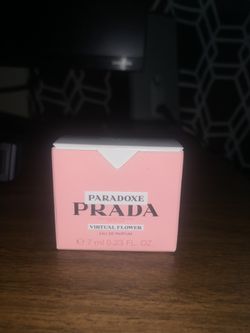 PARADOXE
PRADA
VIRTUAL FLOWER
EAU DE PARFUM
℮ 7 ml 0.23 FL. OZ.